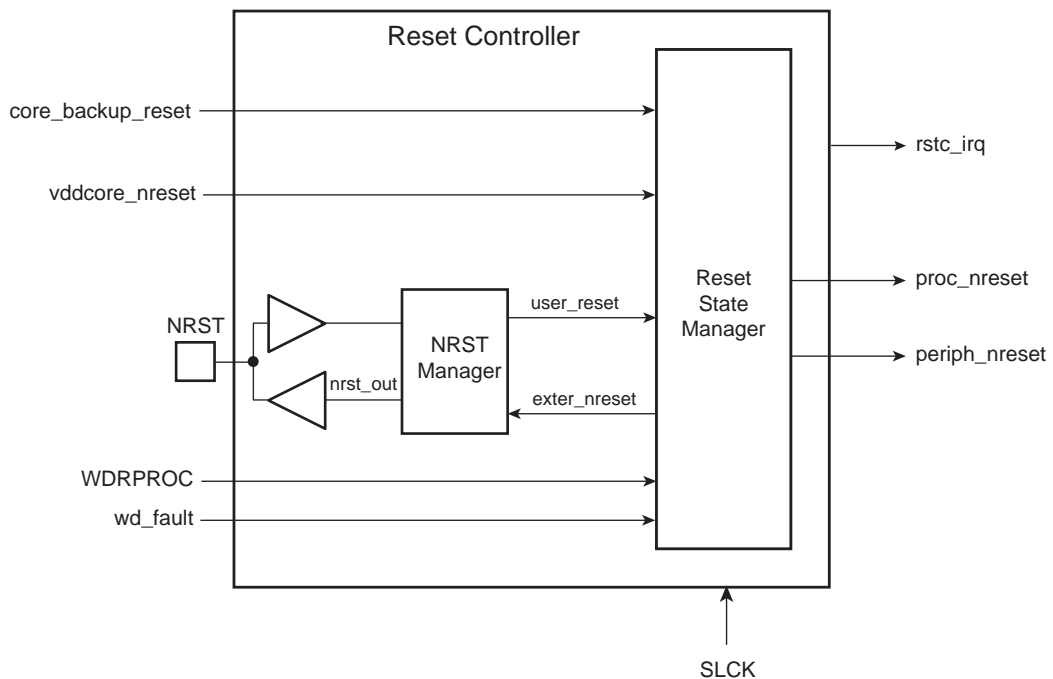 Reset Controller
core_backup_reset
rstc_irq
vddcore_nreset
Reset
State
Manager
proc_nreset
user_reset
NRST
NRST
Manager
periph_nreset
nrst_out
exter_nreset
WDRPROC
wd_fault
SLCK